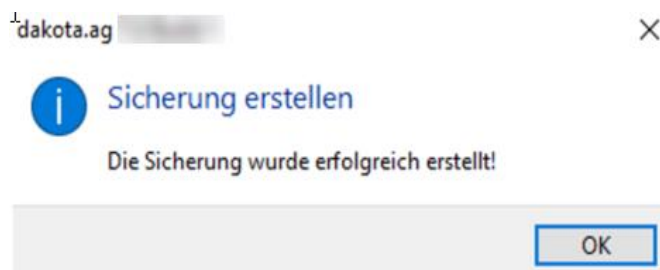 dakota.ag
Sicherung erstellen
Die Sicherung wurde erfolgreich erstellt!
OK